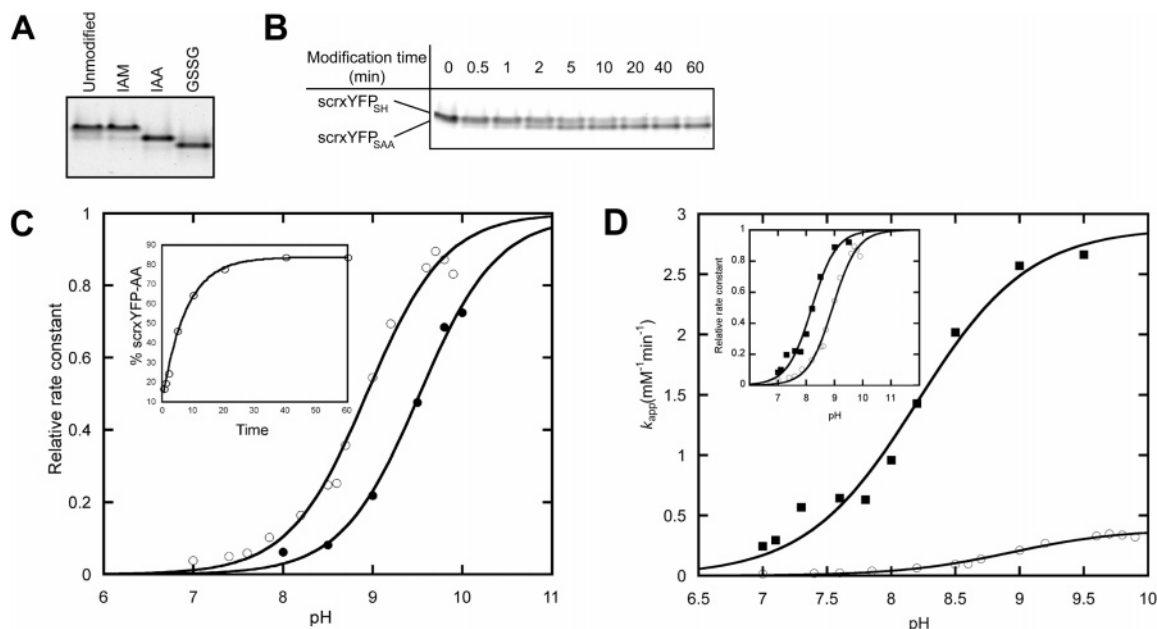 A
Unmodified
IAM
IAA
GSSG
B
Modification time
(min)
0 0.5 1 2 5 10 20 40 60
scrxYFPSH
scrxYFPSAA
C
Relative rate constant
1
0.8
0.6
0.4
0.2
0
6 7 8 9 10 11
pH
% scrxYFP-AA
90
80
70
60
50
40
30
20
10
0 10 20 30 40 50 60
Time
D
kapp(mM-1min-1)
3
2.5
2
1.5
1
0.5
0
6.5 7 7.5 8 8.5 9 9.5 10
pH
Relative rate constant
1
0.8
0.6
0.4
0.2
0
7 8 9 10 11
pH